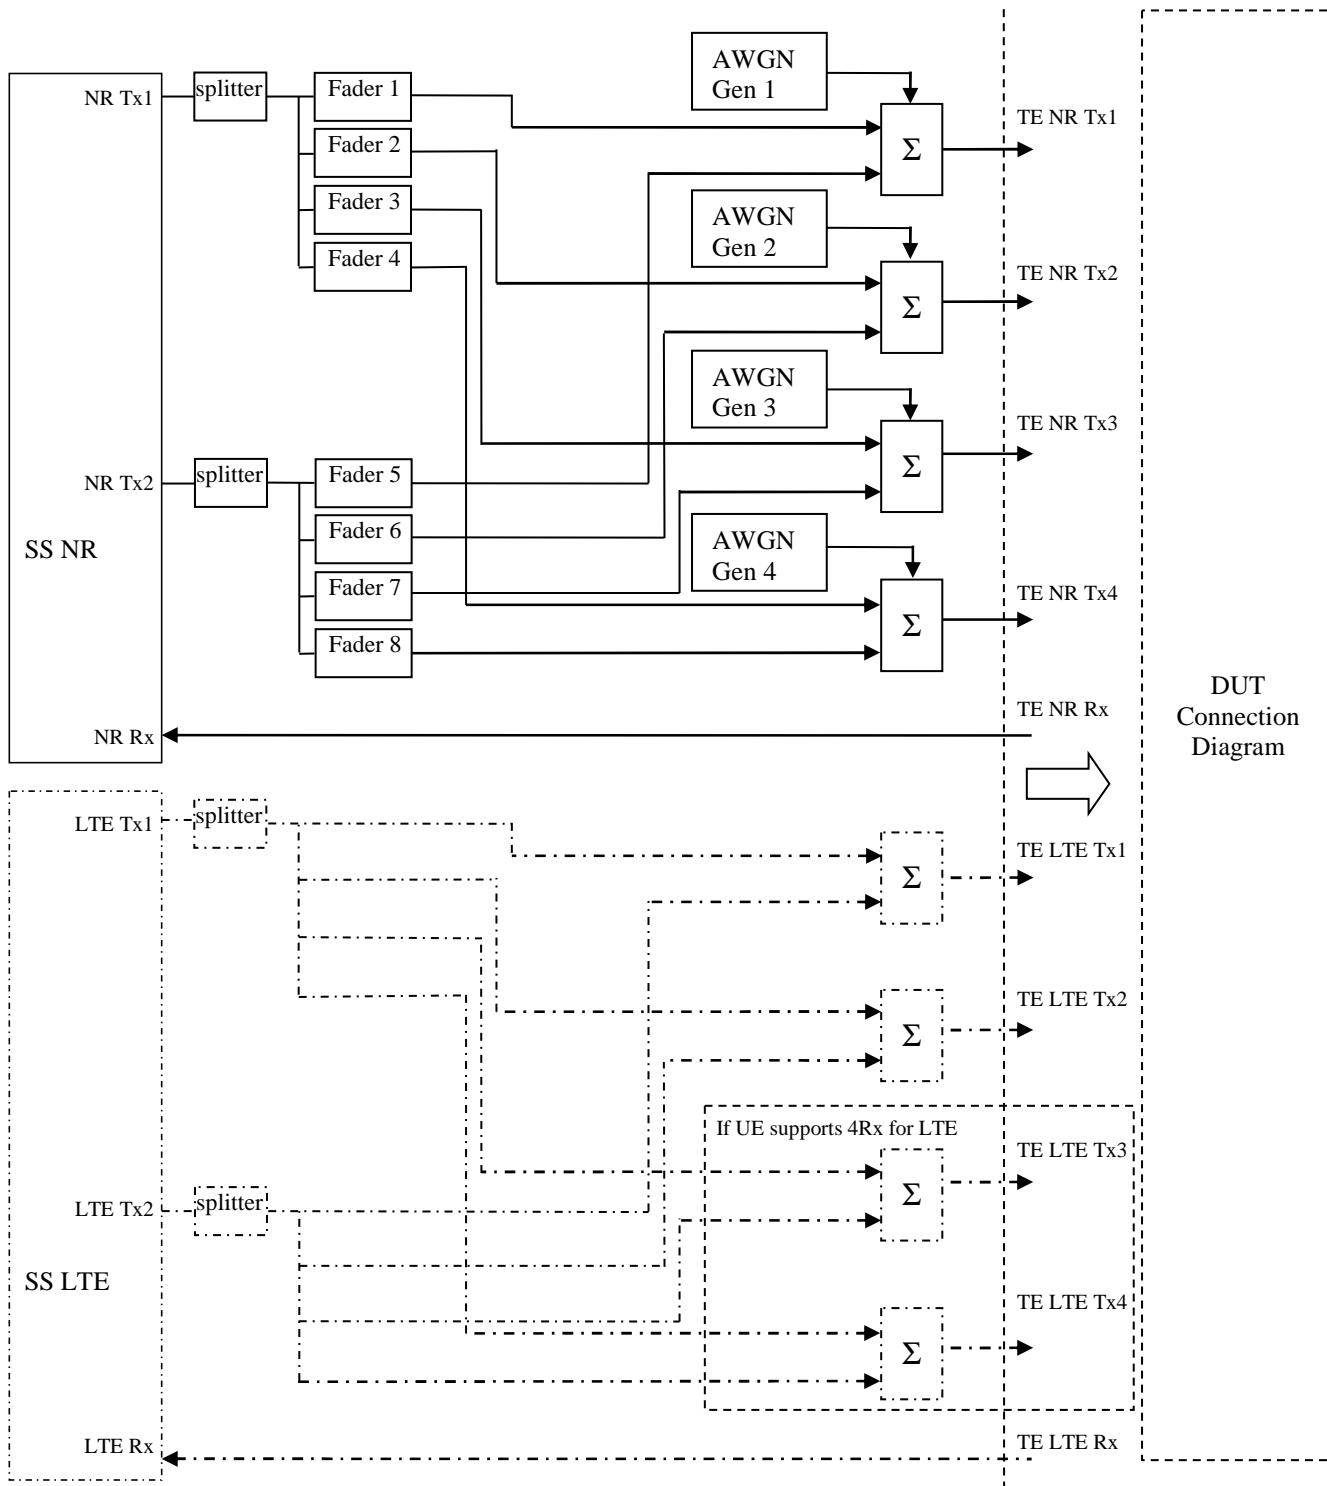 AWGN
Gen 1
NR Tx1
splitter
Fader 1
TE NR Tx1
Fader 2
Σ
Fader 3
AWGN
Gen 2
Fader 4
TE NR Tx2
Σ
AWGN
Gen 3
TE NR Tx3
NR Tx2
splitter
Fader 5
Σ
Fader 6
SS NR
AWGN
Gen 4
Fader 7
TE NR Tx4
Σ
Fader 8
DUT
Connection
Diagram
TE NR Rx
NR Rx
LTE Tx1
splitter
TE LTE Tx1
Σ
TE LTE Tx2
Σ
If UE supports 4Rx for LTE
TE LTE Tx3
Σ
LTE Tx2
splitter
SS LTE
TE LTE Tx4
Σ
LTE Rx
TE LTE Rx